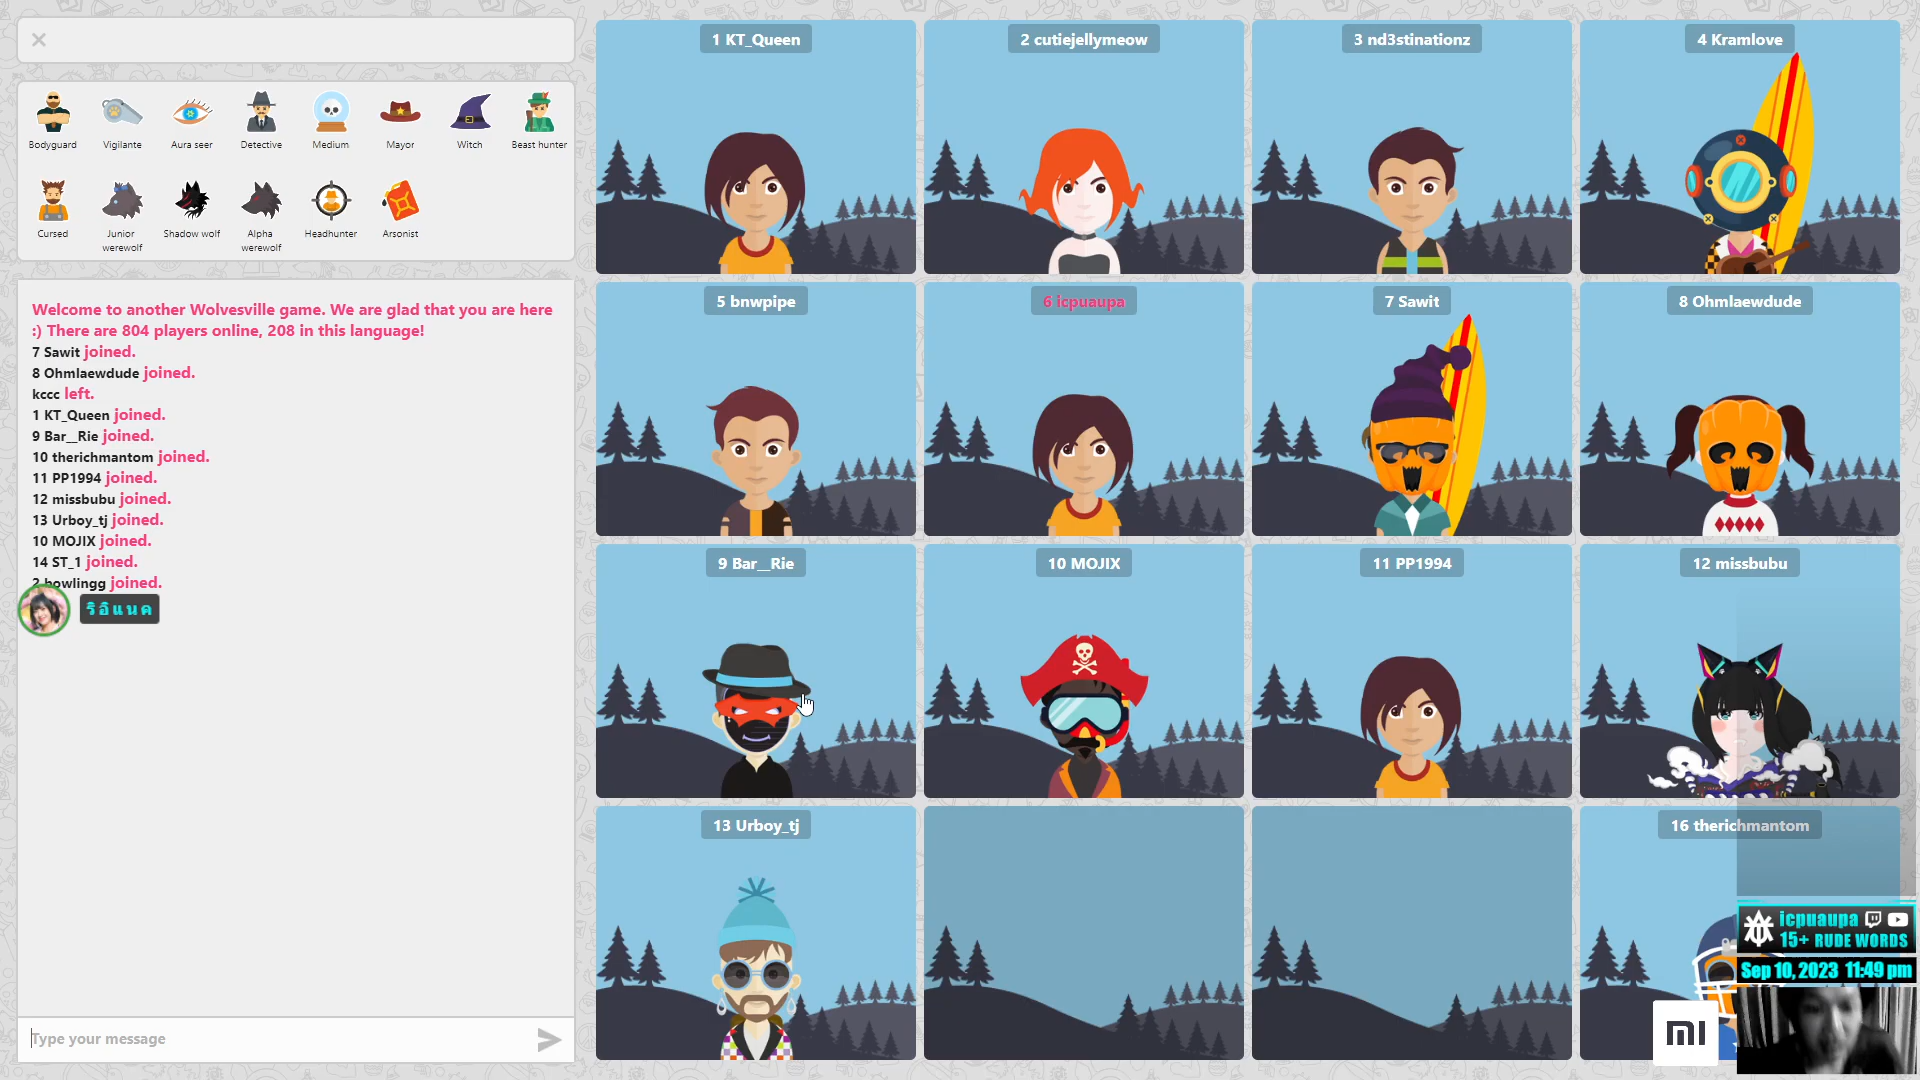 Bodyguard
Vigilante
Aura seer
Detective
Medium
Mayor
Witch
Beast hunter
Cursed
Junior
werewolf
Shadow wolf
Alpha
werewolf
Headhunter
Arsonist
Welcome to another Wolvesville game. We are glad that you are here
:) There are 804 players online, 208 in this language!
7 Sawit joined.
8 Ohmlaewdude joined.
kccc left.
1 KT_Queen joined.
9 Bar__Rie joined.
10 therichmantom joined.
11 PP1994 joined.
12 missbubu joined.
13 Urboy_tj joined.
10 MOJIX joined.
14 ST_1 joined.
2 bowlingg joined.
ริอิแนค
Type your message
1 KT_Queen
2 cutiejellymeow
3 nd3stinationz
4 Kramlove
5 bnwpipe
6 icpuaupa
7 Sawit
8 Ohmlaewdude
9 Bar__Rie
10 MOJIX
11 PP1994
12 missbubu
13 Urboy_tj
16 therichmantom
icpuaupa
15+ RUDE WORDS
Sep 10, 2023 11:49 pm